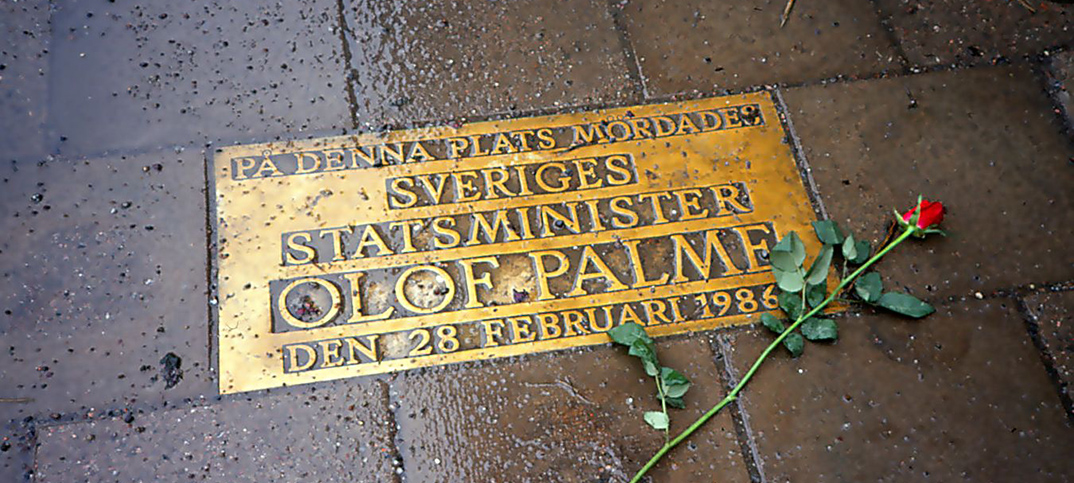 PÅ DENNA PLATS MÖRDADES
SVERIGES
STATSMINISTER
OLOF PALME
DEN 28 FEBRUARI 1986